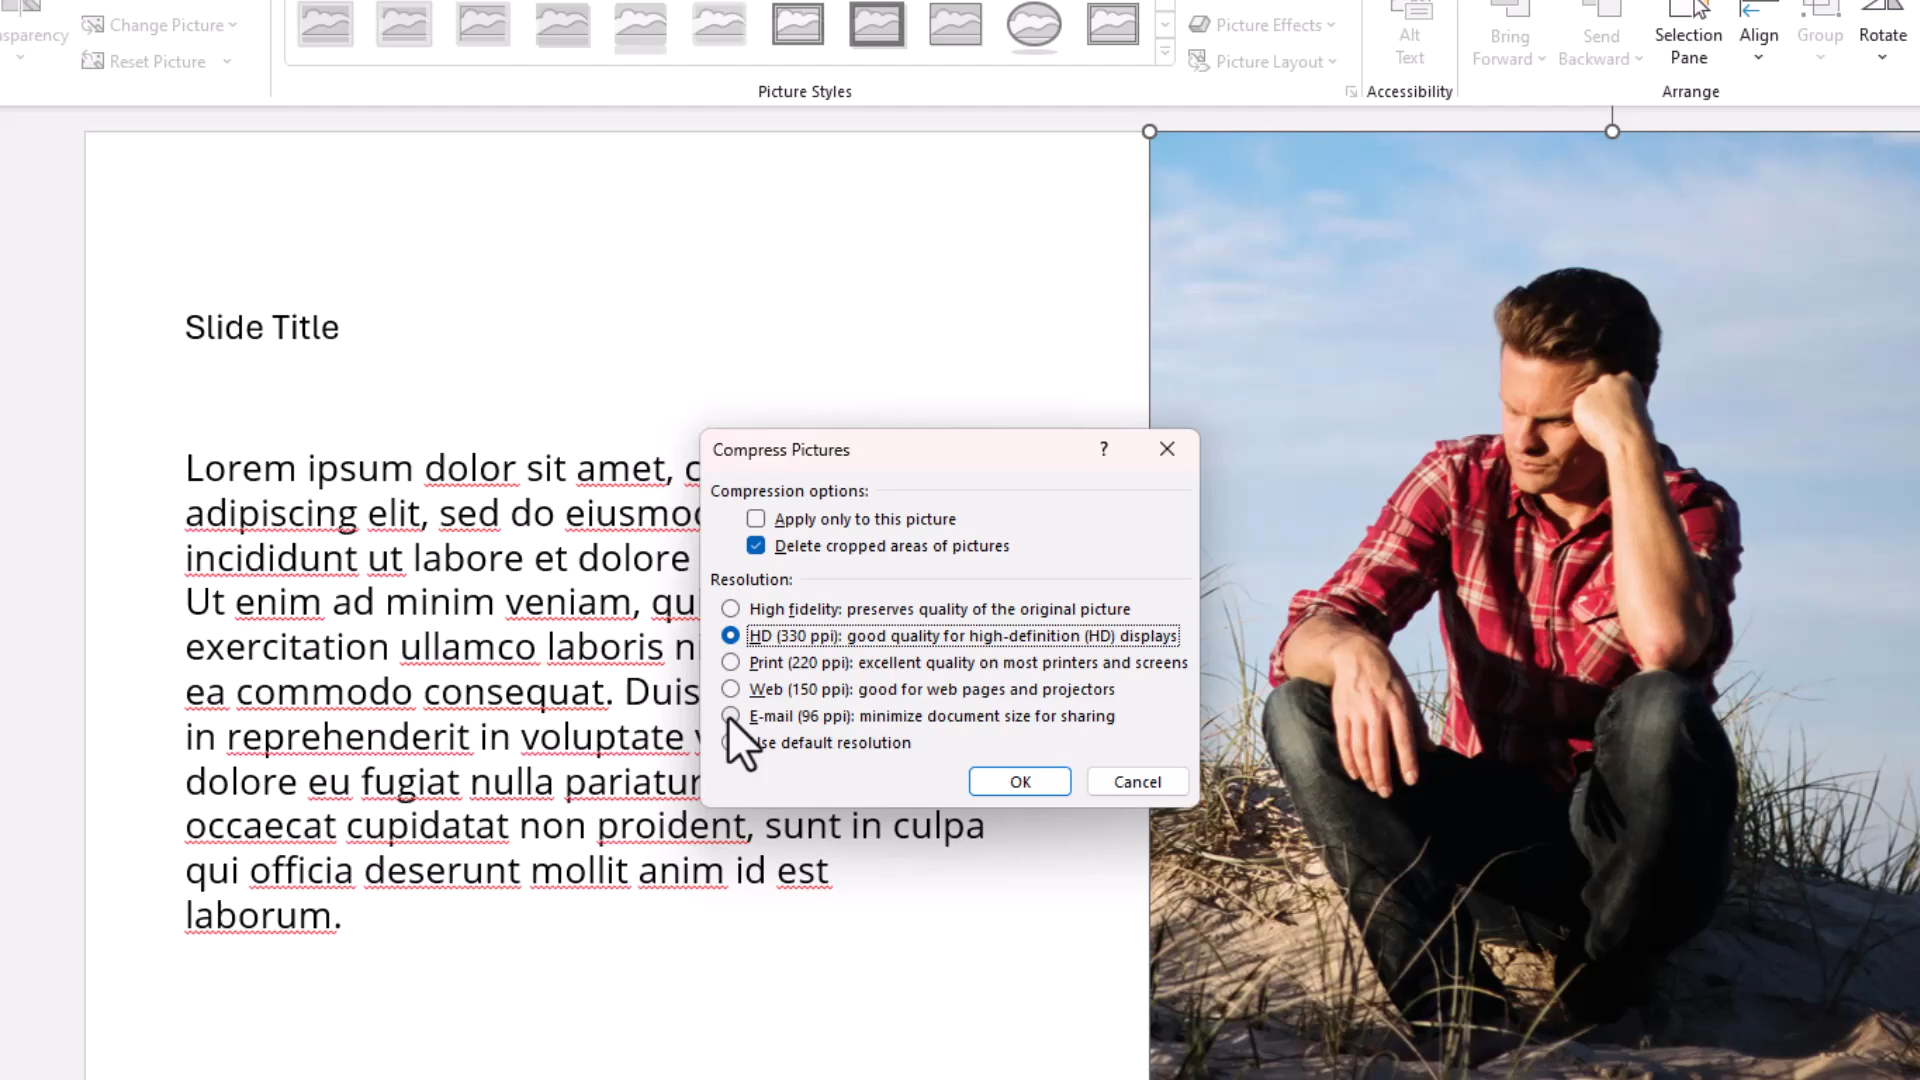 sparency
Change Picture
Reset Picture
Picture Styles
Picture Effects
Picture Layout
Alt
Text
Accessibility
Bring
Forward
Send
Backward
Selection
Pane
Align
Group
Rotate
Arrange
Slide Title
Lorem ipsum dolor sit amet, c
adipiscing elit, sed do eiusmo
incididunt ut labore et dolore
Ut enim ad minim veniam, qu
exercitation ullamco laboris n
ea commodo consequat. Duis
in reprehenderit in voluptate v
dolore eu fugiat nulla pariatur
occaecat cupidatat non proident, sunt in culpa
qui officia deserunt mollit anim id est
laborum.
Compress Pictures
?
Compression options:
Apply only to this picture
Delete cropped areas of pictures
Resolution:
High fidelity: preserves quality of the original picture
HD (330 ppi): good quality for high-definition (HD) displays
Print (220 ppi): excellent quality on most printers and screens
Web (150 ppi): good for web pages and projectors
E-mail (96 ppi): minimize document size for sharing
se default resolution
OK
Cancel